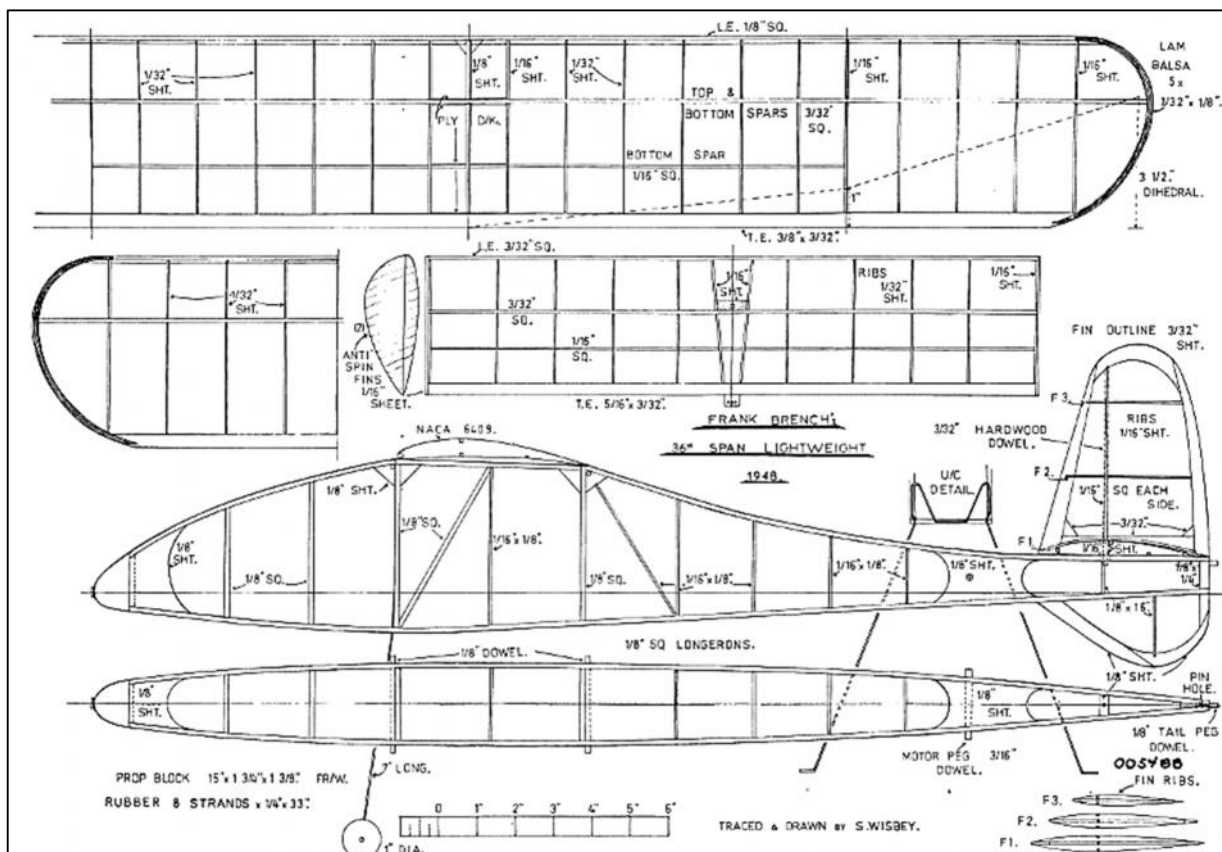 L.E. 1/8" SQ.
1/32" SHT.
1/8" SHT.
1/16" SHT.
1/32" SHT.
1/16" SHT.
1/16" SHT.
LAM BALSA 5 x 1/32" x 1/8".
TOP & BOTTOM SPARS 3/32" SQ.
PLY
BOTTOM SPAR 1/16" SQ.
1"
3 1/2" DIHEDRAL.
T.E. 3/8" x 3/32".
L.E. 3/32" SQ.
1/32" SHT.
(2) ANTI SPIN FINS 1/16" SHEET.
3/32" SQ.
1/16" SQ.
1/16" SHT.
RIBS 1/32" SHT.
1/16" SHT.
T.E. 5/16" x 3/32".
FIN OUTLINE 3/32" SHT.
F3.
RIBS 1/16" SHT.
3/32" HARDWOOD DOWEL.
F2.
1/16" SQ EACH SIDE.
3/32"
F1.
1/16" SHT.
FRANK BRENCH'S
36" SPAN LIGHTWEIGHT
1948.
U/C DETAIL.
NACA 6409.
1/8" SHT.
1/8" SQ.
1/16" x 1/8".
1/8" SHT.
1/8" SQ.
1/8" SQ.
1/16" x 1/8".
1/16" x 1/8".
1/8" SHT.
1/8" x 1/4"
1/8" x 16"
1/8" SHT.
1/8" SQ LONGERONS.
1/8" DOWEL.
1/8" SHT.
1/8" SHT.
PIN HOLE.
1/8" TAIL PEG DOWEL.
MOTOR PEG 3/16" DOWEL.
7" LONG.
1" DIA.
PROP BLOCK 15" x 1 3/4" x 1 3/8". FR/W.
RUBBER 8 STRANDS x 1/4" x 33".
0 1" 2" 3" 4" 5" 6"
TRACED & DRAWN BY S.WISBEY.
005488
FIN RIBS.
F3.
F2.
F1.